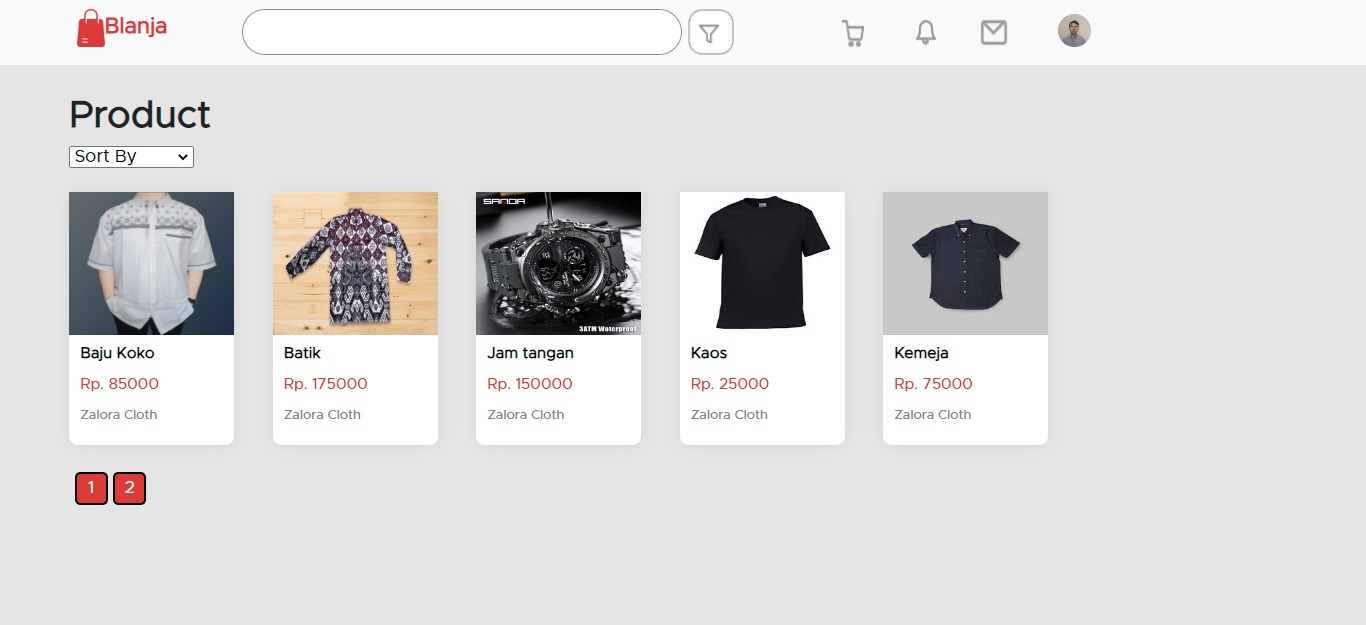 Blanja
Product
Sort By
SANDA
3ATM Waterproof
Baju Koko
Rp. 85000
Zalora Cloth
Batik
Rp. 175000
Zalora Cloth
Jam tangan
Rp. 150000
Zalora Cloth
Kaos
Rp. 25000
Zalora Cloth
Kemeja
Rp. 75000
Zalora Cloth
1 2